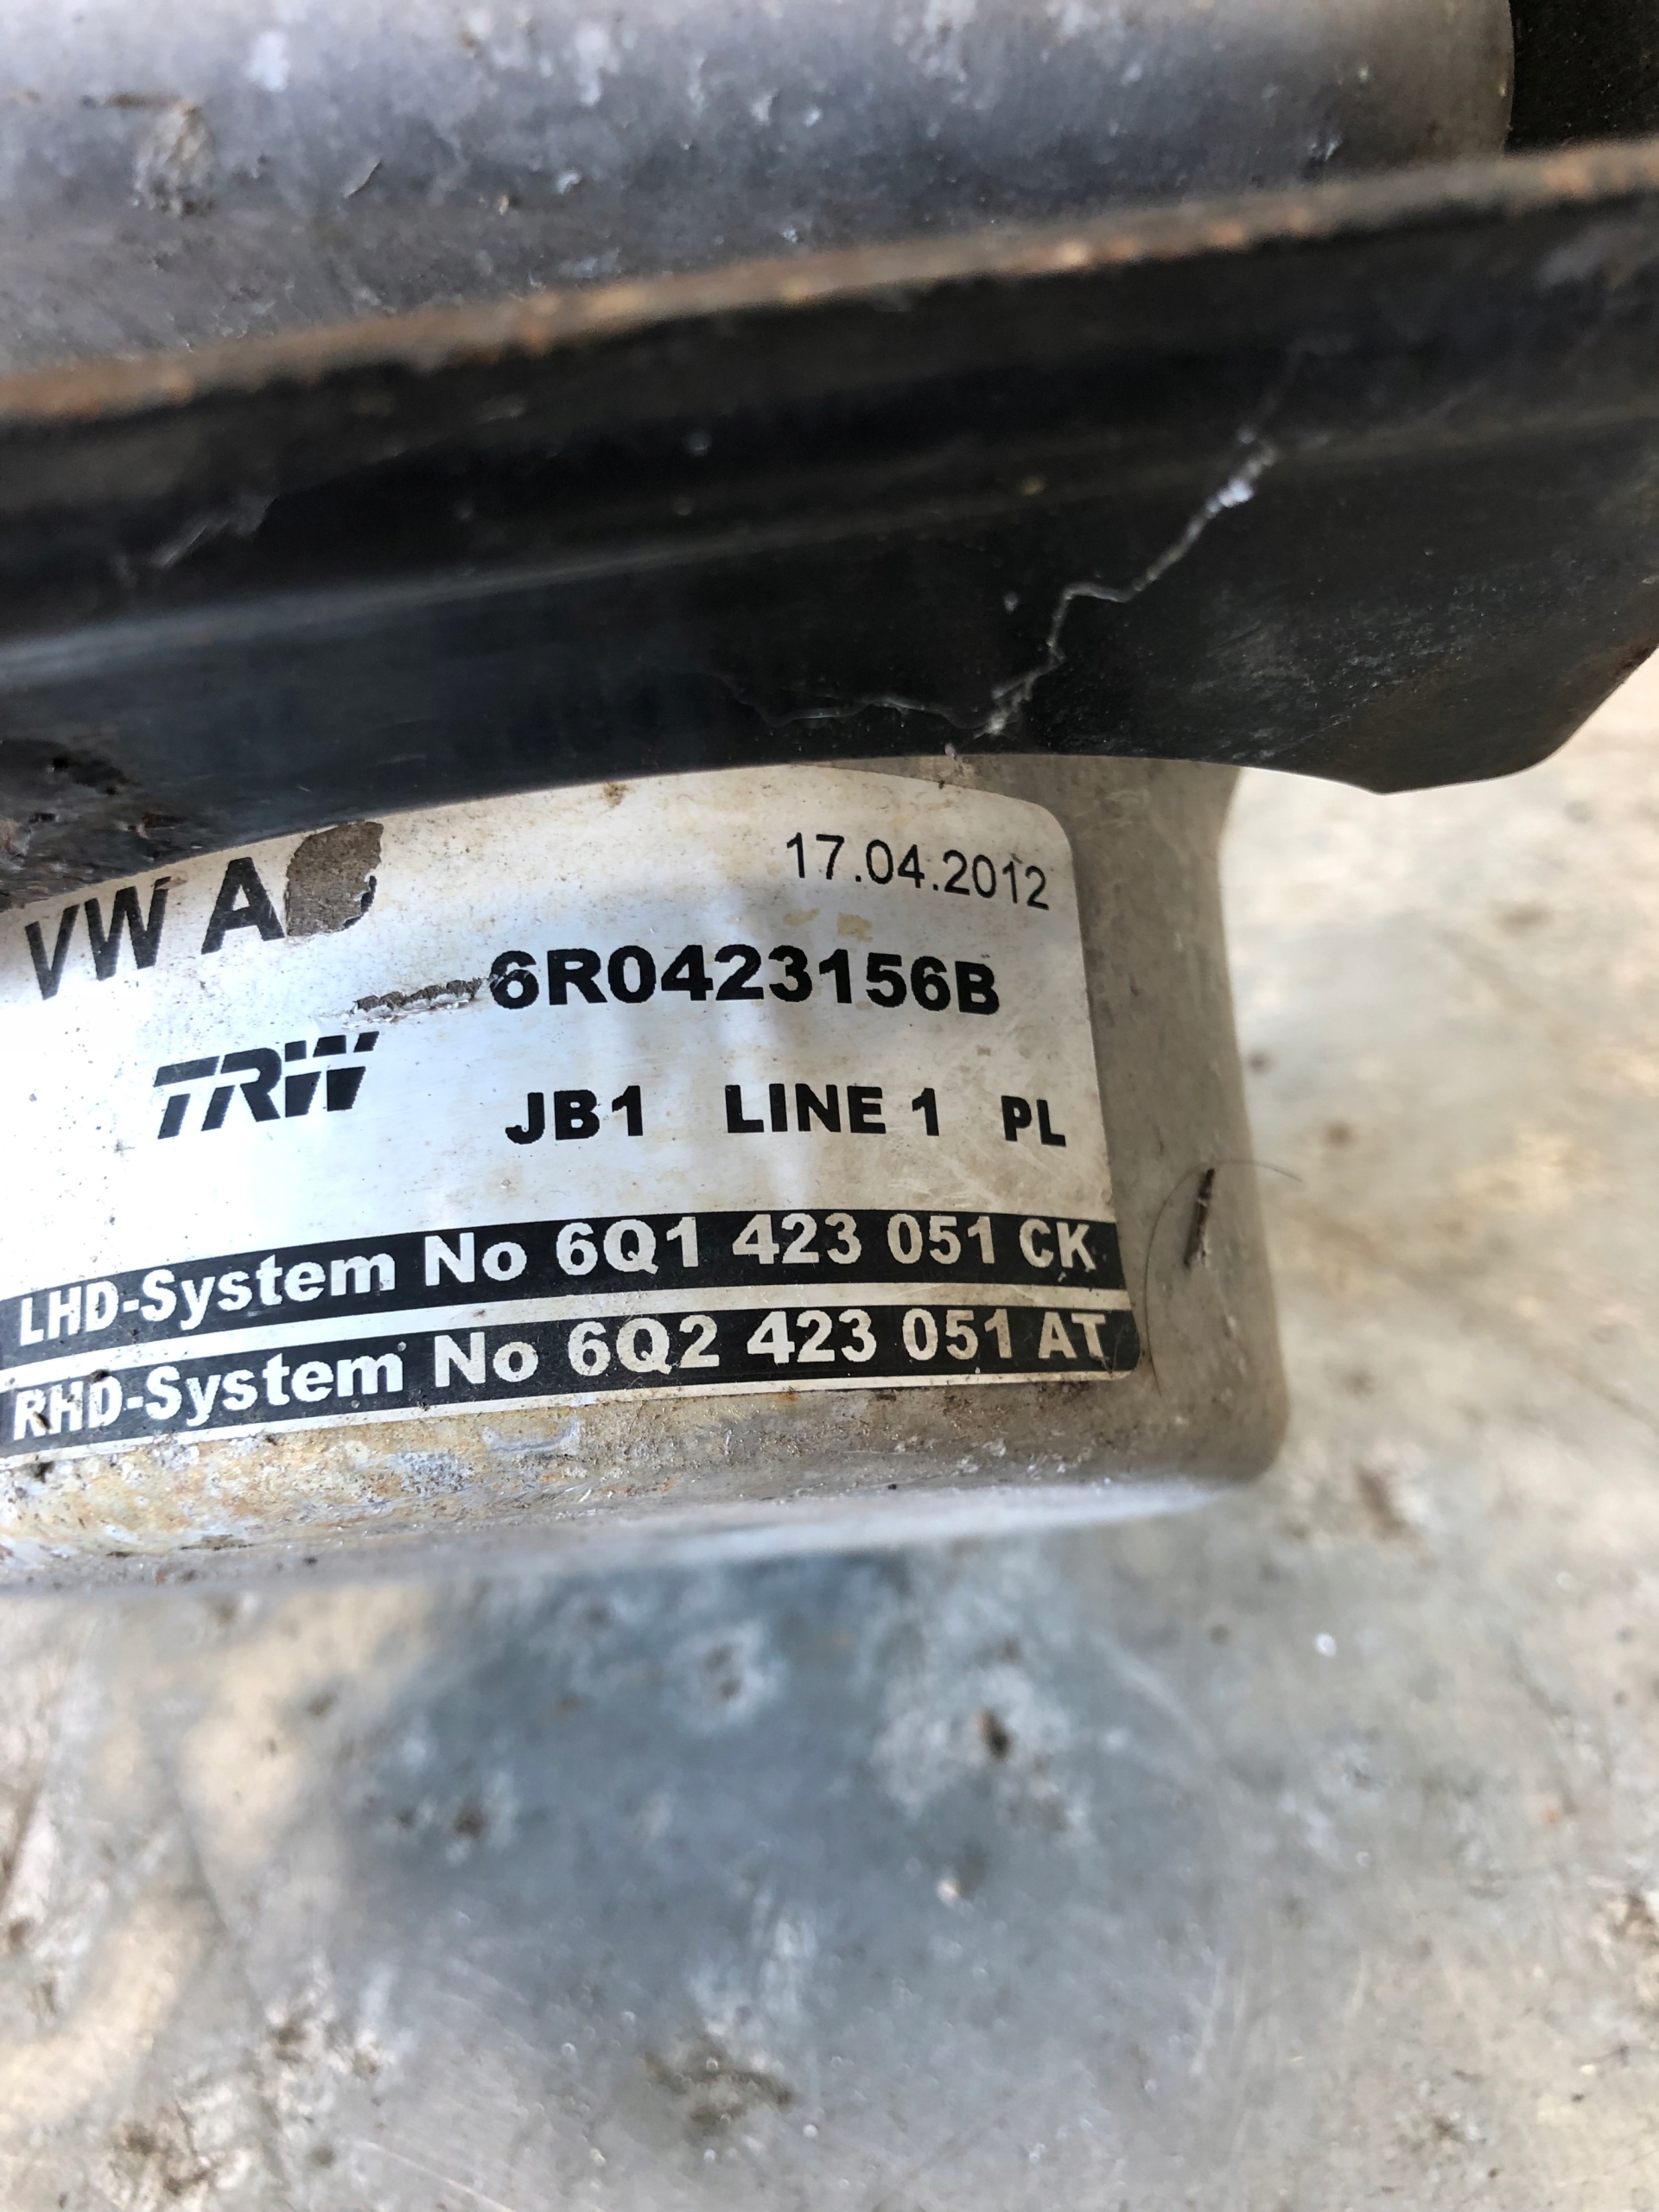 17.04.2012
VW A
6R0423156B
TRW
JB1 LINE 1 PL
LHD-System No 6Q1 423 051 CK
RHD-System No 6Q2 423 051 AT